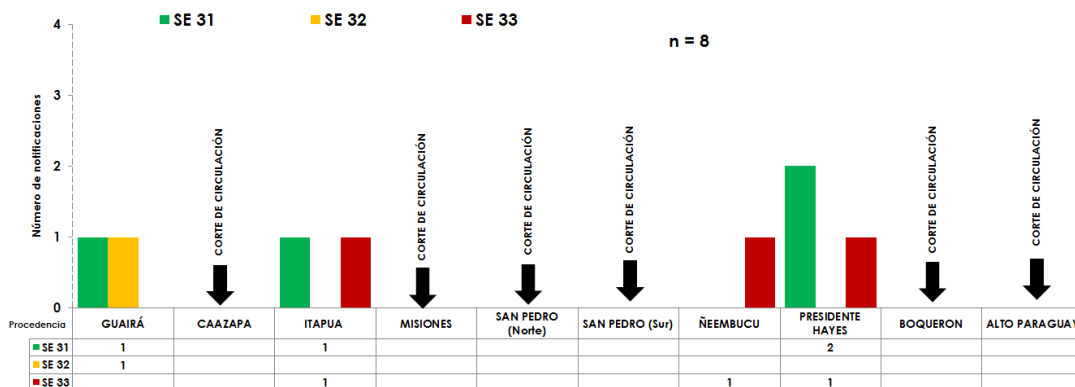 SE 31 SE 32 SE 33
n = 8
Número de notificaciones
4
3
2
1
0
CORTE DE CIRCULACIÓN
CORTE DE CIRCULACIÓN
CORTE DE CIRCULACIÓN
CORTE DE CIRCULACIÓN
CORTE DE CIRCULACIÓN
CORTE DE CIRCULACIÓN
Procedencia GUAIRÁ CAAZAPA ITAPUA MISIONES SAN PEDRO (Norte) SAN PEDRO (Sur) ÑEEMBUCU PRESIDENTE HAYES BOQUERON ALTO PARAGUAY
SE 31 1 1 2
SE 32 1
SE 33 1 1 1